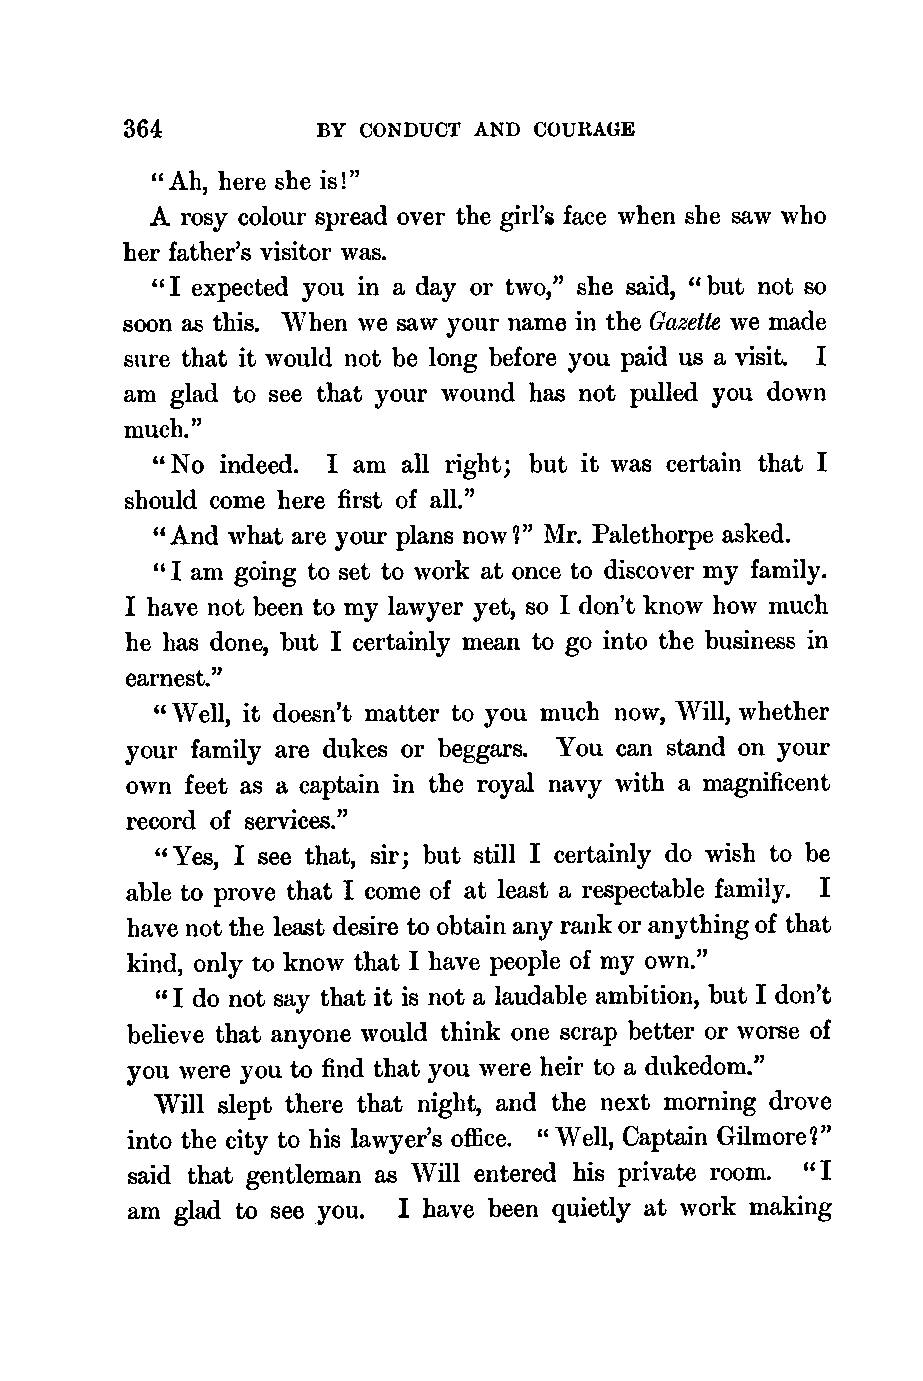 364 BY CONDUCT AND COURAGE
"Ah, here she is!"
A rosy colour spread over the girl's face when she saw who
her father's visitor was.
"I expected you in a day or two," she said, "but not so
soon as this. When we saw your name in the Gazette we made
sure that it would not be long before you paid us a visit. I
am glad to see that your wound has not pulled you down
much."
"No indeed. I am all right; but it was certain that I
should come here first of all."
"And what are your plans now?" Mr. Palethorpe asked.
"I am going to set to work at once to discover my family.
I have not been to my lawyer yet, so I don't know how much
he has done, but I certainly mean to go into the business in
earnest."
"Well, it doesn't matter to you much now, Will, whether
your family are dukes or beggars. You can stand on your
own feet as a captain in the royal navy with a magnificent
record of services."
"Yes, I see that, sir; but still I certainly do wish to be
able to prove that I come of at least a respectable family. I
have not the least desire to obtain any rank or anything of that
kind, only to know that I have people of my own."
"I do not say that it is not a laudable ambition, but I don't
believe that anyone would think one scrap better or worse of
you were you to find that you were heir to a dukedom."
Will slept there that night, and the next morning drove
into the city to his lawyer's office. "Well, Captain Gilmore?"
said that gentleman as Will entered his private room. "I
am glad to see you. I have been quietly at work making